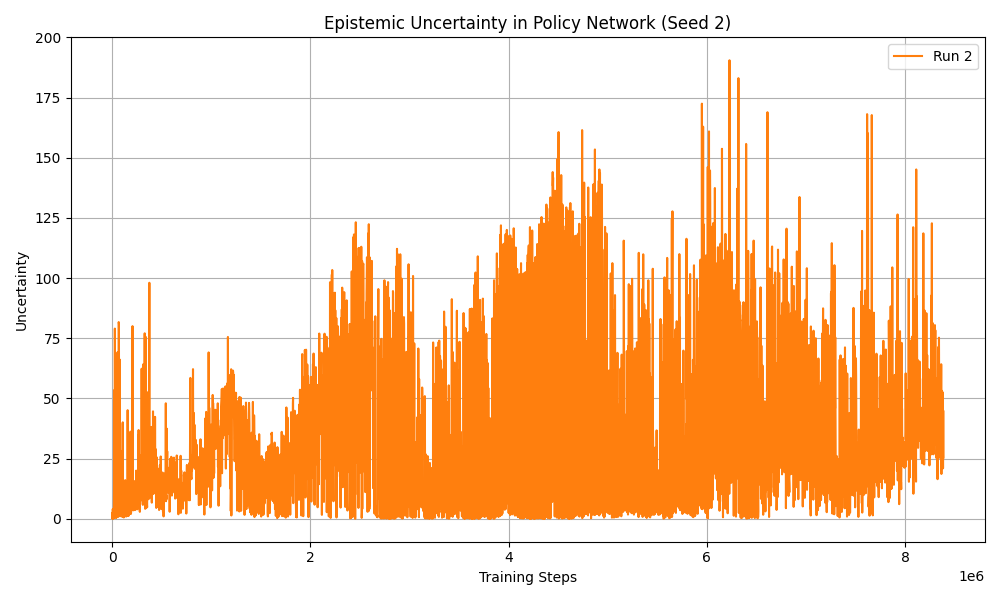 Epistemic Uncertainty in Policy Network (Seed 2)
Run 2
Uncertainty
200
175
150
125
100
75
50
25
0
0 2 4 6 8
1e6
Training Steps